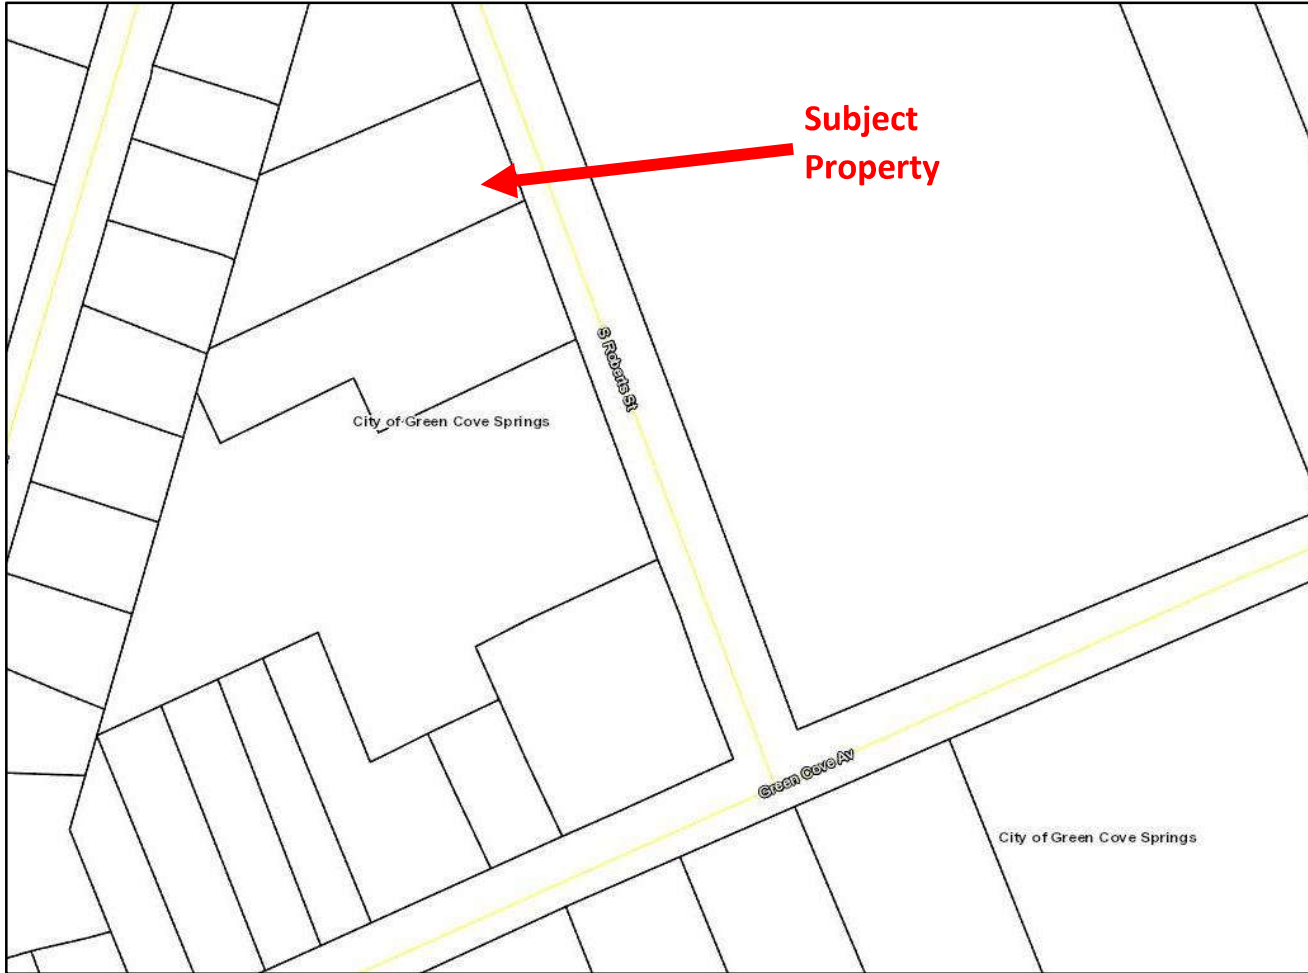 Subject
Property
S Roberts St
City of Green Cove Springs
Green Cove Av
City of Green Cove Springs